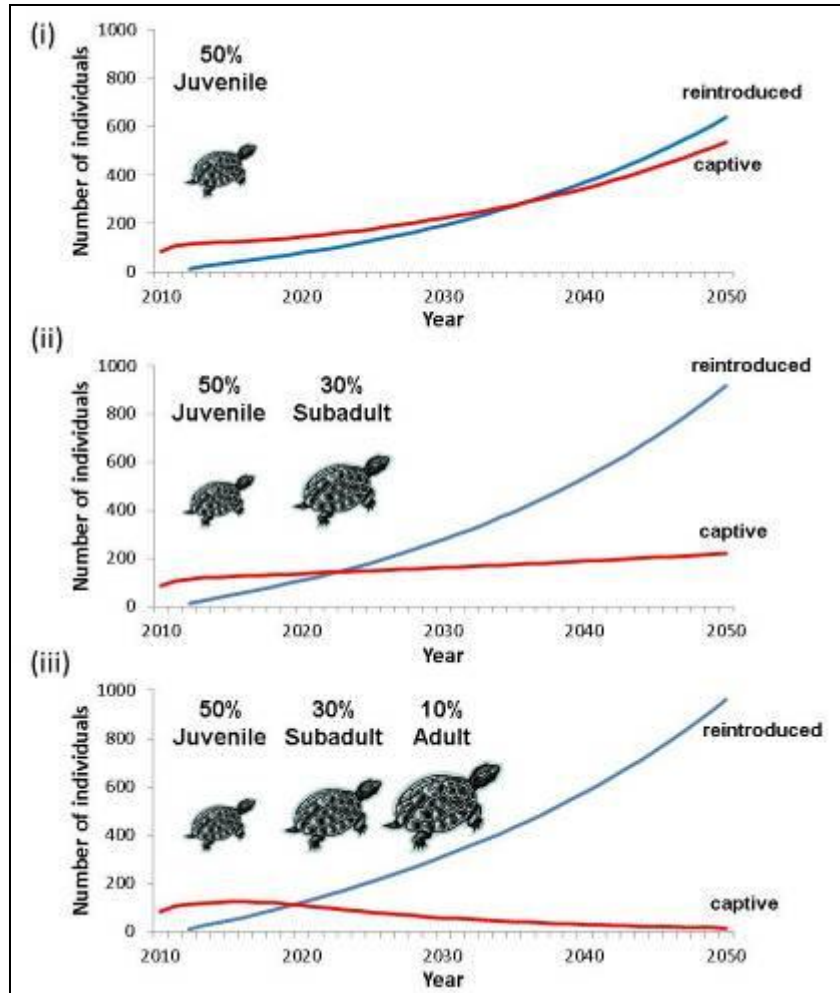 (i)
50%
Juvenile
Number of individuals
1000
800
600
400
200
0
reintroduced
captive
2010 2020 2030 2040 2050
Year
(ii)
50% 30%
Juvenile Subadult
Number of individuals
1000
800
600
400
200
0
reintroduced
captive
2010 2020 2030 2040 2050
Year
(iii)
50% 30% 10%
Juvenile Subadult Adult
Number of individuals
1000
800
600
400
200
0
reintroduced
captive
2010 2020 2030 2040 2050
Year